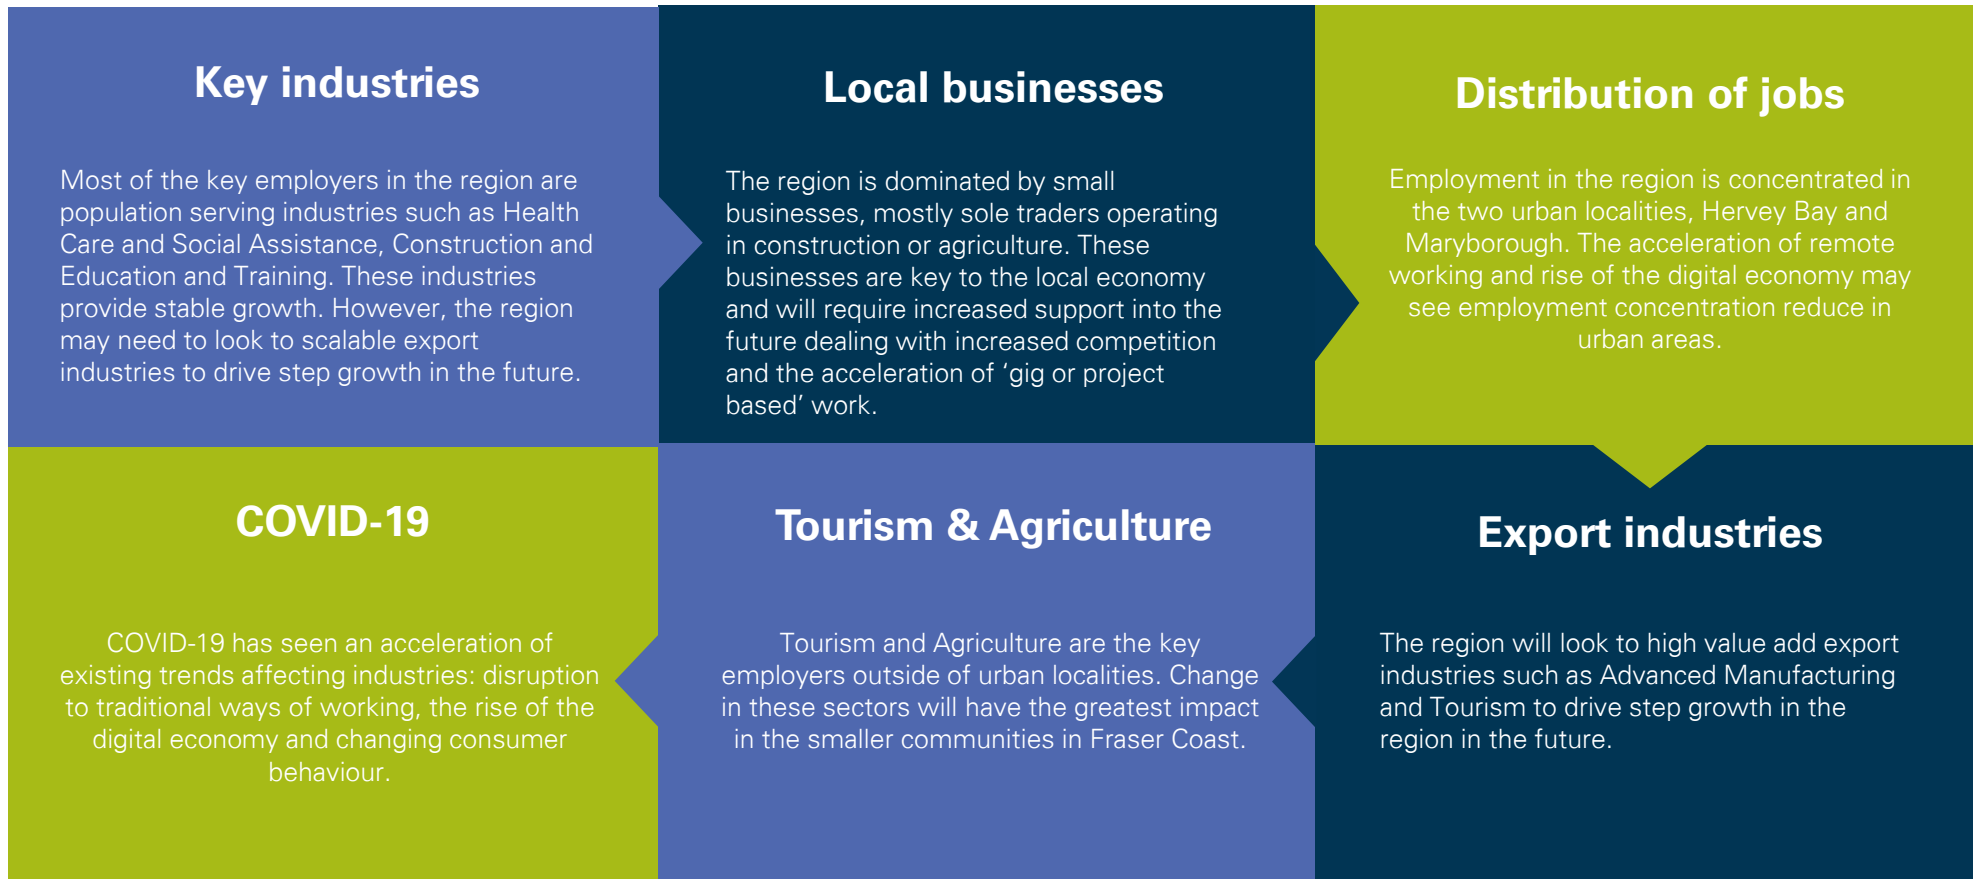 Key industries
Most of the key employers in the region are
population serving industries such as Health
Care and Social Assistance, Construction and
Education and Training. These industries
provide stable growth. However, the region
may need to look to scalable export
industries to drive step growth in the future.
Local businesses
The region is dominated by small
businesses, mostly sole traders operating
in construction or agriculture. These
businesses are key to the local economy
and will require increased support into the
future dealing with increased competition
and the acceleration of ‘gig or project
based’ work.
Distribution of jobs
Employment in the region is concentrated in
the two urban localities, Hervey Bay and
Maryborough. The acceleration of remote
working and rise of the digital economy may
see employment concentration reduce in
urban areas.
Export industries
The region will look to high value add export
industries such as Advanced Manufacturing
and Tourism to drive step growth in the
region in the future.
Tourism & Agriculture
Tourism and Agriculture are the key
employers outside of urban localities. Change
in these sectors will have the greatest impact
in the smaller communities in Fraser Coast.
COVID-19
COVID-19 has seen an acceleration of
existing trends affecting industries: disruption
to traditional ways of working, the rise of the
digital economy and changing consumer
behaviour.